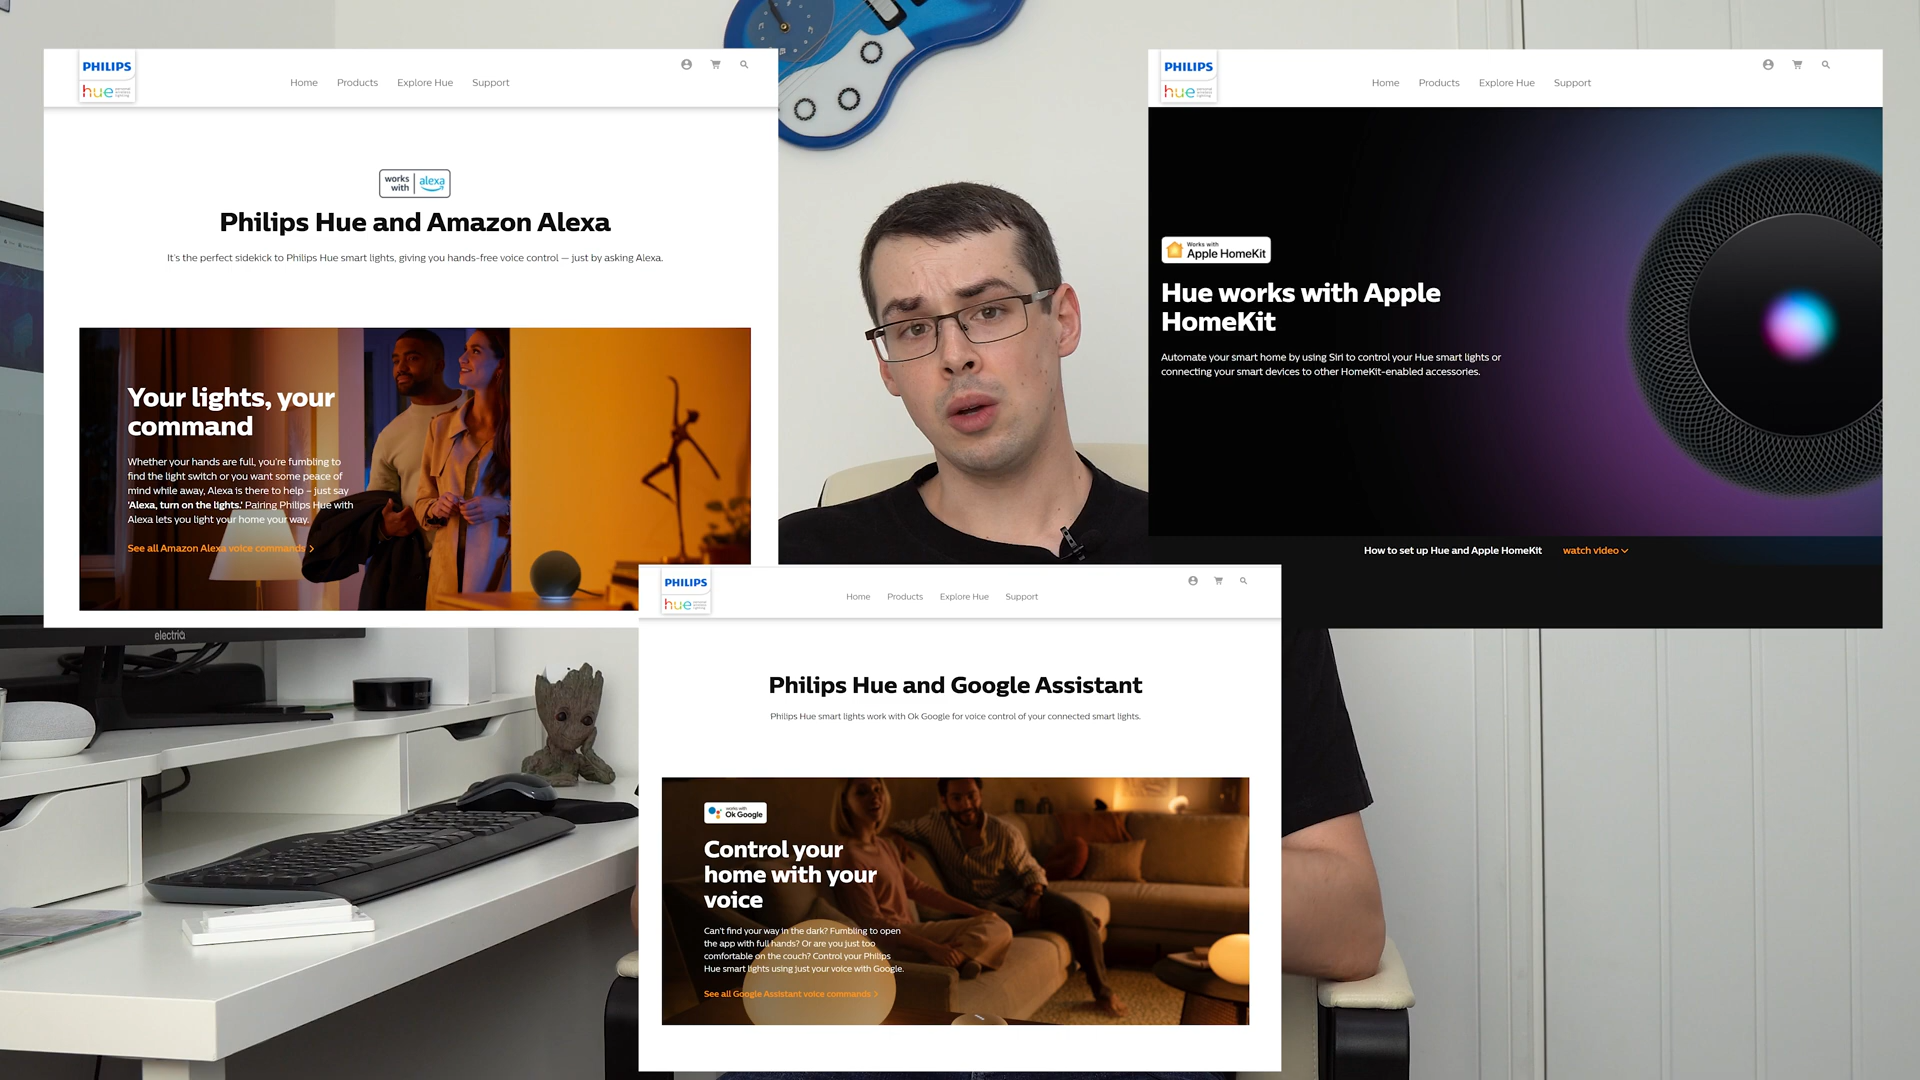 PHILIPS
hue personal wireless lighting
Home Products Explore Hue Support
works with alexa
Philips Hue and Amazon Alexa
It's the perfect sidekick to Philips Hue smart lights, giving you hands-free voice control — just by asking Alexa.
Your lights, your
command
Whether your hands are full, you're fumbling to
find the light switch or you want some peace of
mind while away, Alexa is there to help – just say
'Alexa, turn on the lights.' Pairing Philips Hue with
Alexa lets you light your home your way.
See all Amazon Alexa voice commands >
PHILIPS
hue personal wireless lighting
Home Products Explore Hue Support
Works with
Apple HomeKit
Hue works with Apple
HomeKit
Automate your smart home by using Siri to control your Hue smart lights or
connecting your smart devices to other HomeKit-enabled accessories.
How to set up Hue and Apple HomeKit watch video
electriq
PHILIPS
hue personal wireless lighting
Home Products Explore Hue Support
Philips Hue and Google Assistant
Philips Hue smart lights work with Ok Google for voice control of your connected smart lights.
works with
Ok Google
Control your
home with your
voice
Can't find your way in the dark? Fumbling to open
the app with full hands? Or are you just too
comfortable on the couch? Control your Philips
Hue smart lights using just your voice with Google.
See all Google Assistant voice commands >